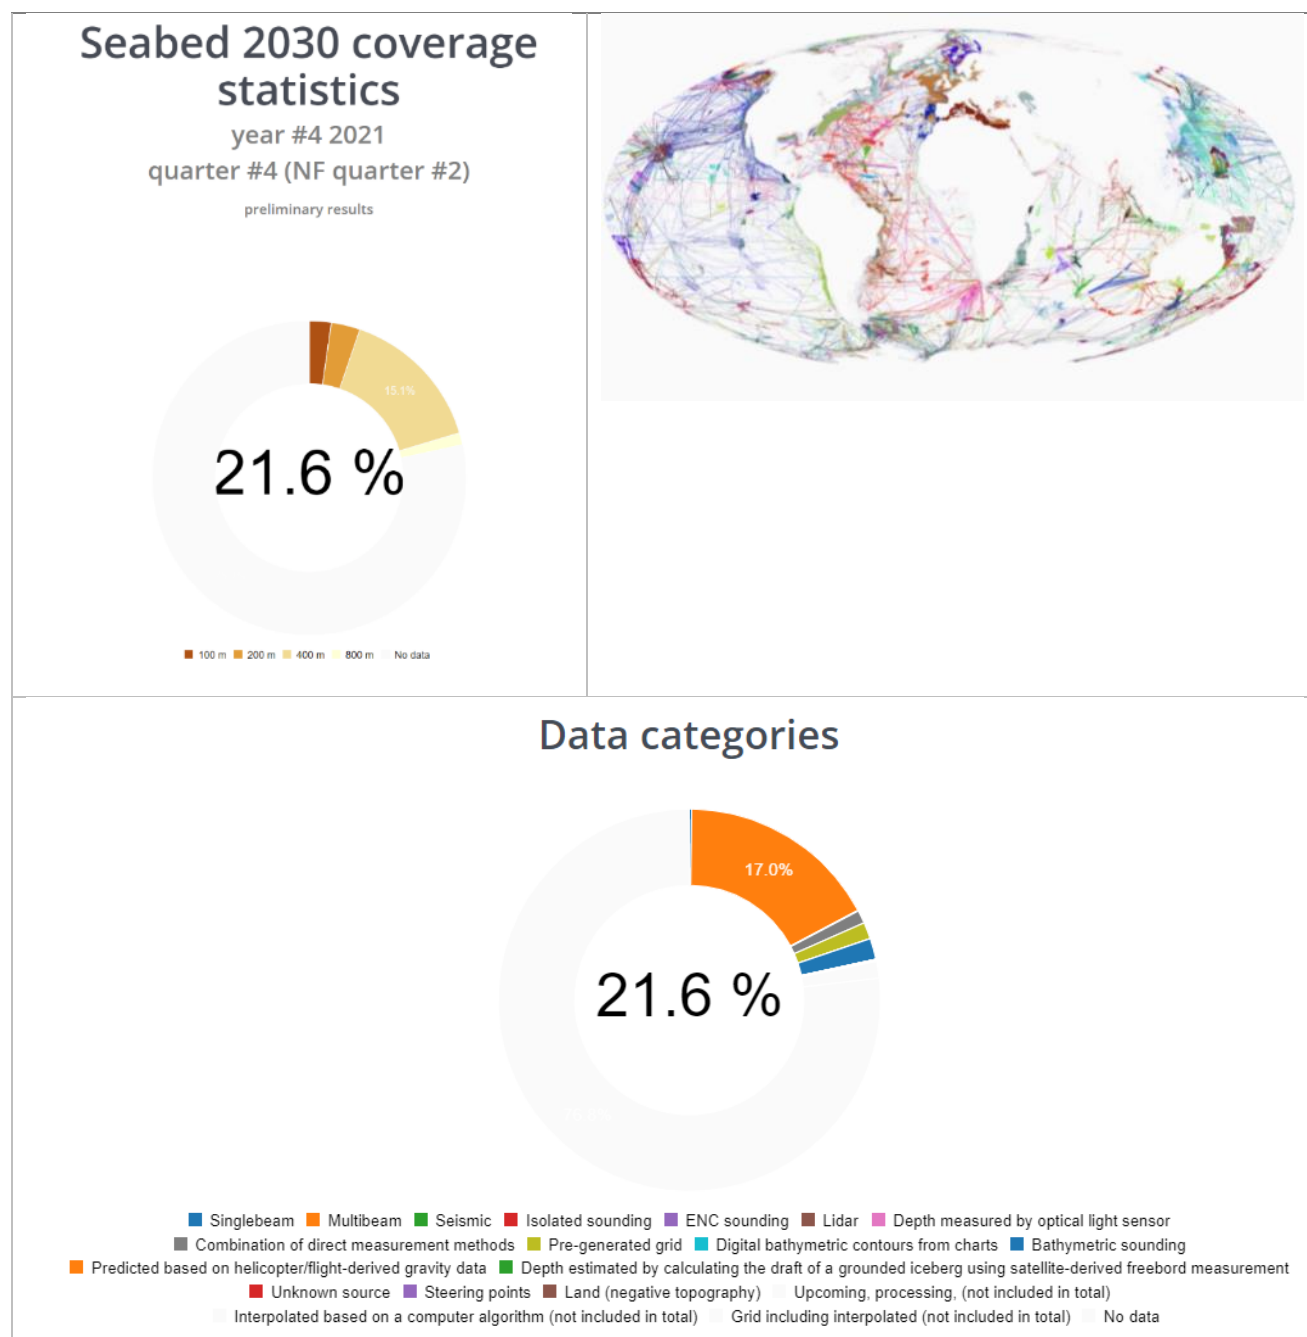 Seabed 2030 coverage
statistics
year #4 2021
quarter #4 (NF quarter #2)
preliminary results
15.1%
21.6 %
100 m 200 m 400 m 800 m No data
Data categories
17.0%
21.6 %
Singlebeam Multibeam Seismic Isolated sounding ENC sounding Lidar Depth measured by optical light sensor
Combination of direct measurement methods Pre-generated grid Digital bathymetric contours from charts Bathymetric sounding
Predicted based on helicopter/flight-derived gravity data Depth estimated by calculating the draft of a grounded iceberg using satellite-derived freebord measurement
Unknown source Steering points Land (negative topography) Upcoming, processing, (not included in total)
Interpolated based on a computer algorithm (not included in total) Grid including interpolated (not included in total) No data